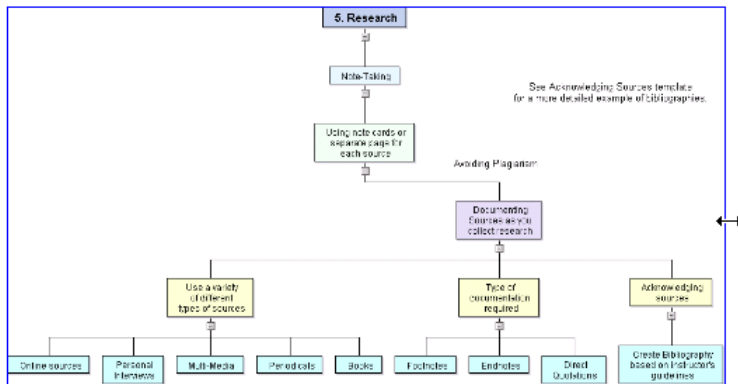 5. Research
Note-Taking
See Acknowledging Sources template
for a more detailed example of bibliographies.
Using note cards or
separate page for
each source
Avoiding Plagiarism
Documenting
Sources as you
collect research
Use a variety
of different
types of sources
Type of
documentation
required
Acknowledging
sources
Online sources
Personal
Interviews
Multi-Media
Periodicals
Books
Footnotes
Endnotes
Direct
Quotations
Create Bibliography
based on instructor's
guidelines